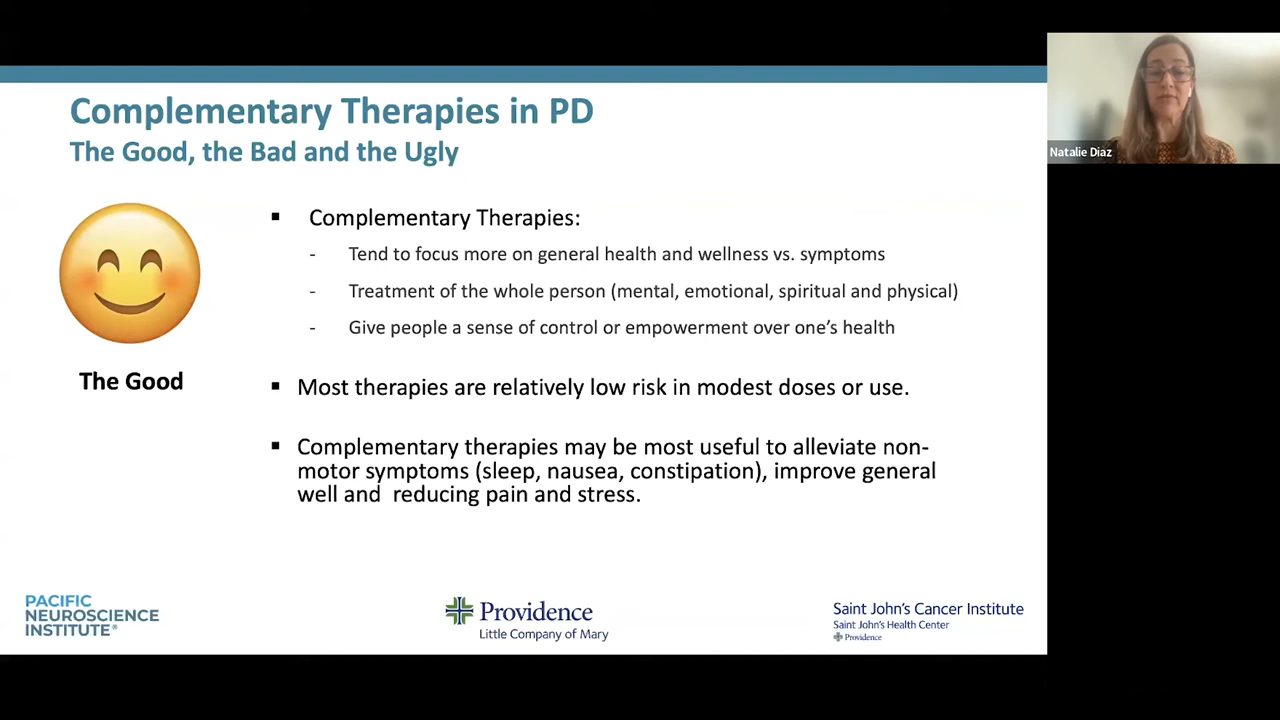 Complementary Therapies in PD
The Good, the Bad and the Ugly
Natalie Diaz
▪ Complementary Therapies:
- Tend to focus more on general health and wellness vs. symptoms
- Treatment of the whole person (mental, emotional, spiritual and physical)
- Give people a sense of control or empowerment over one's health
The Good
▪ Most therapies are relatively low risk in modest doses or use.
▪ Complementary therapies may be most useful to alleviate non-
motor symptoms (sleep, nausea, constipation), improve general
well and  reducing pain and stress.
PACIFIC
NEUROSCIENCE
INSTITUTE®
Providence
Little Company of Mary
Saint John's Cancer Institute
Saint John's Health Center
Providence